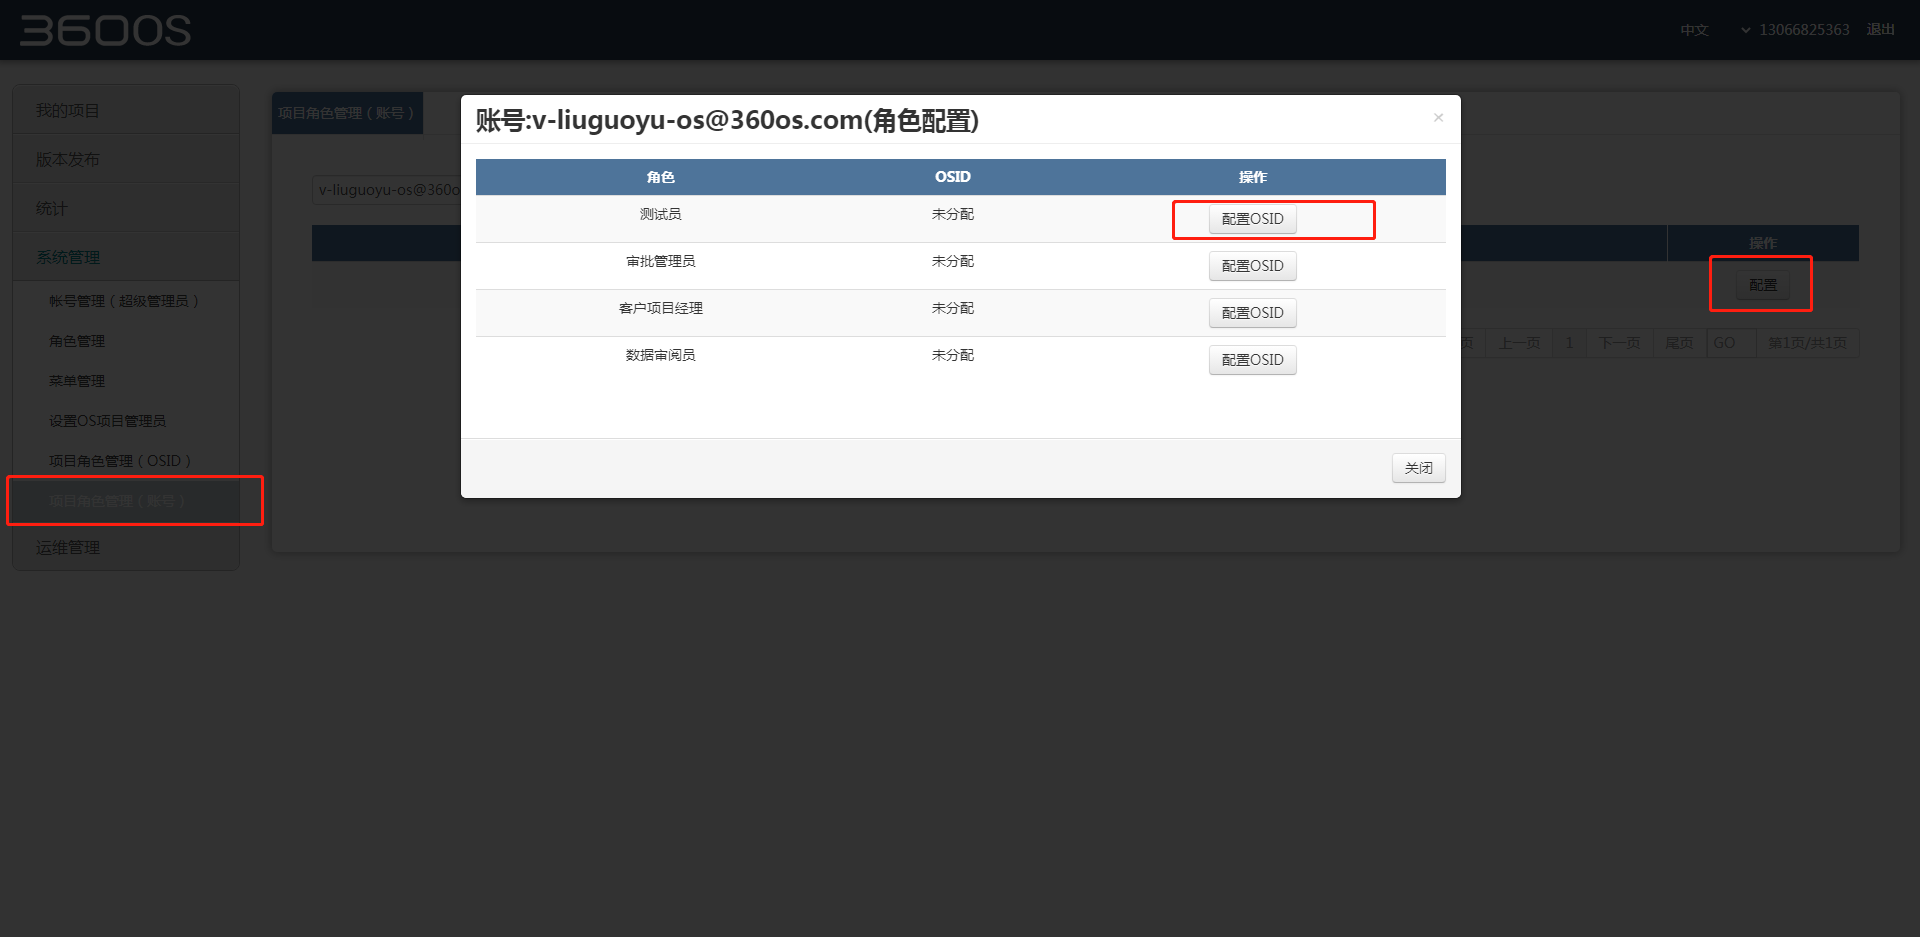 360OS
中文 13066825363 退出
我的项目
版本发布
统计
系统管理
帐号管理（超级管理员）
角色管理
菜单管理
设置OS项目管理员
项目角色管理（OSID）
项目角色管理（账号）
运维管理
项目角色管理（账号）
v-liuguoyu-os@360o
操作
配置
页 上一页 1 下一页 尾页 GO 第1页/共1页
账号:v-liuguoyu-os@360os.com(角色配置) ×
角色 OSID 操作
测试员 未分配 配置OSID
审批管理员 未分配 配置OSID
客户项目经理 未分配 配置OSID
数据审阅员 未分配 配置OSID
关闭